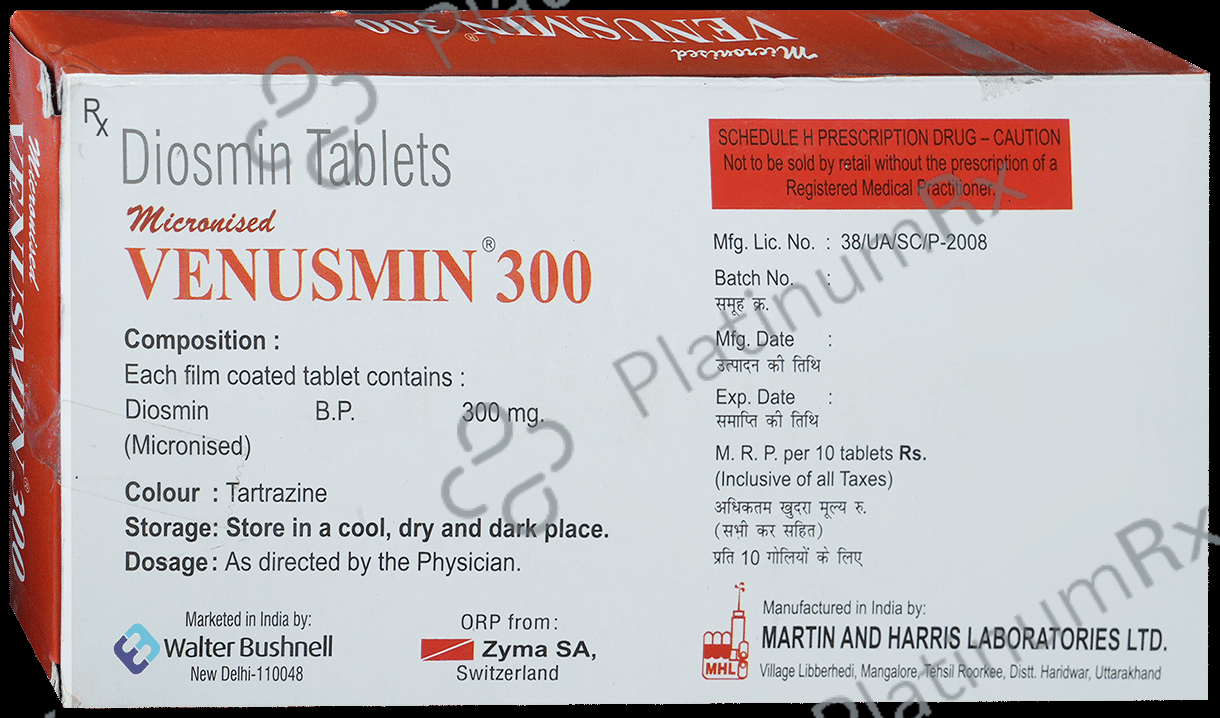 Micronised
VENUSMIN® 300
Micronised
VENUSMIN® 300
Rx
Diosmin Tablets
Micronised
VENUSMIN® 300
Composition :
Each film coated tablet contains :
Diosmin B.P. 300 mg.
(Micronised)
Colour : Tartrazine
Storage: Store in a cool, dry and dark place.
Dosage : As directed by the Physician.
Marketed in India by:
Walter Bushnell
New Delhi-110048
ORP from:
Zyma SA,
Switzerland
SCHEDULE H PRESCRIPTION DRUG – CAUTION
Not to be sold by retail without the prescription of a
Registered Medical Practitioner.
Mfg. Lic. No. : 38/UA/SC/P-2008
Batch No. :
समूह क्र.
Mfg. Date :
उत्पादन की तिथि
Exp. Date :
समाप्ति की तिथि
M. R. P. per 10 tablets Rs.
(Inclusive of all Taxes)
अधिकतम खुदरा मूल्य रु.
(सभी कर सहित)
प्रति 10 गोलियों के लिए
MHL
Manufactured in India by:
MARTIN AND HARRIS LABORATORIES LTD.
Village Libberhedi, Mangalore, Tehsil Roorkee, Distt. Haridwar, Uttarakhand
PlatinumRx
PlatinumRx
PlatinumRx
PlatinumRx